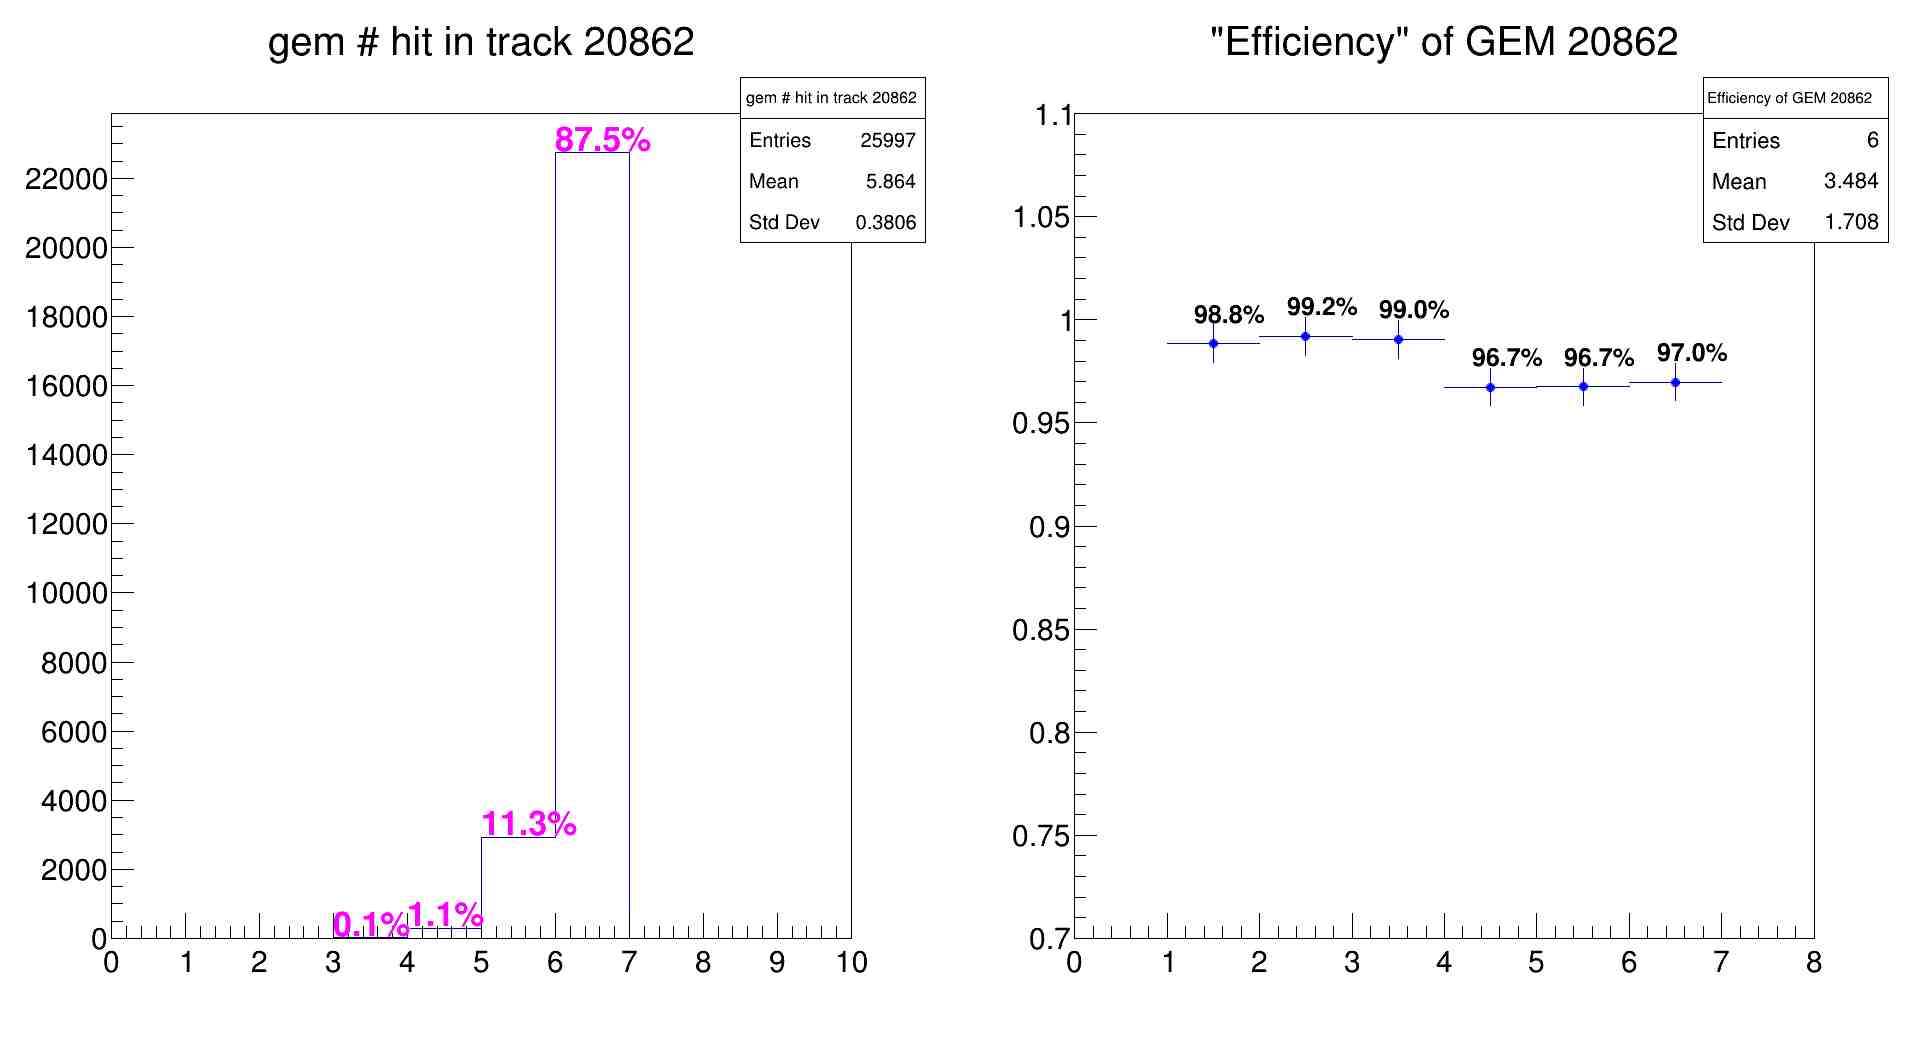 gem # hit in track 20862
gem # hit in track 20862
Entries 25997
Mean 5.864
Std Dev 0.3806
87.5%
11.3%
1.1%
0.1%
22000
20000
18000
16000
14000
12000
10000
8000
6000
4000
2000
0
0 1 2 3 4 5 6 7 8 9 10
"Efficiency" of GEM 20862
Efficiency of GEM 20862
Entries 6
Mean 3.484
Std Dev 1.708
98.8% 99.2% 99.0% 96.7% 96.7% 97.0%
1.1
1.05
1
0.95
0.9
0.85
0.8
0.75
0.7
0 1 2 3 4 5 6 7 8